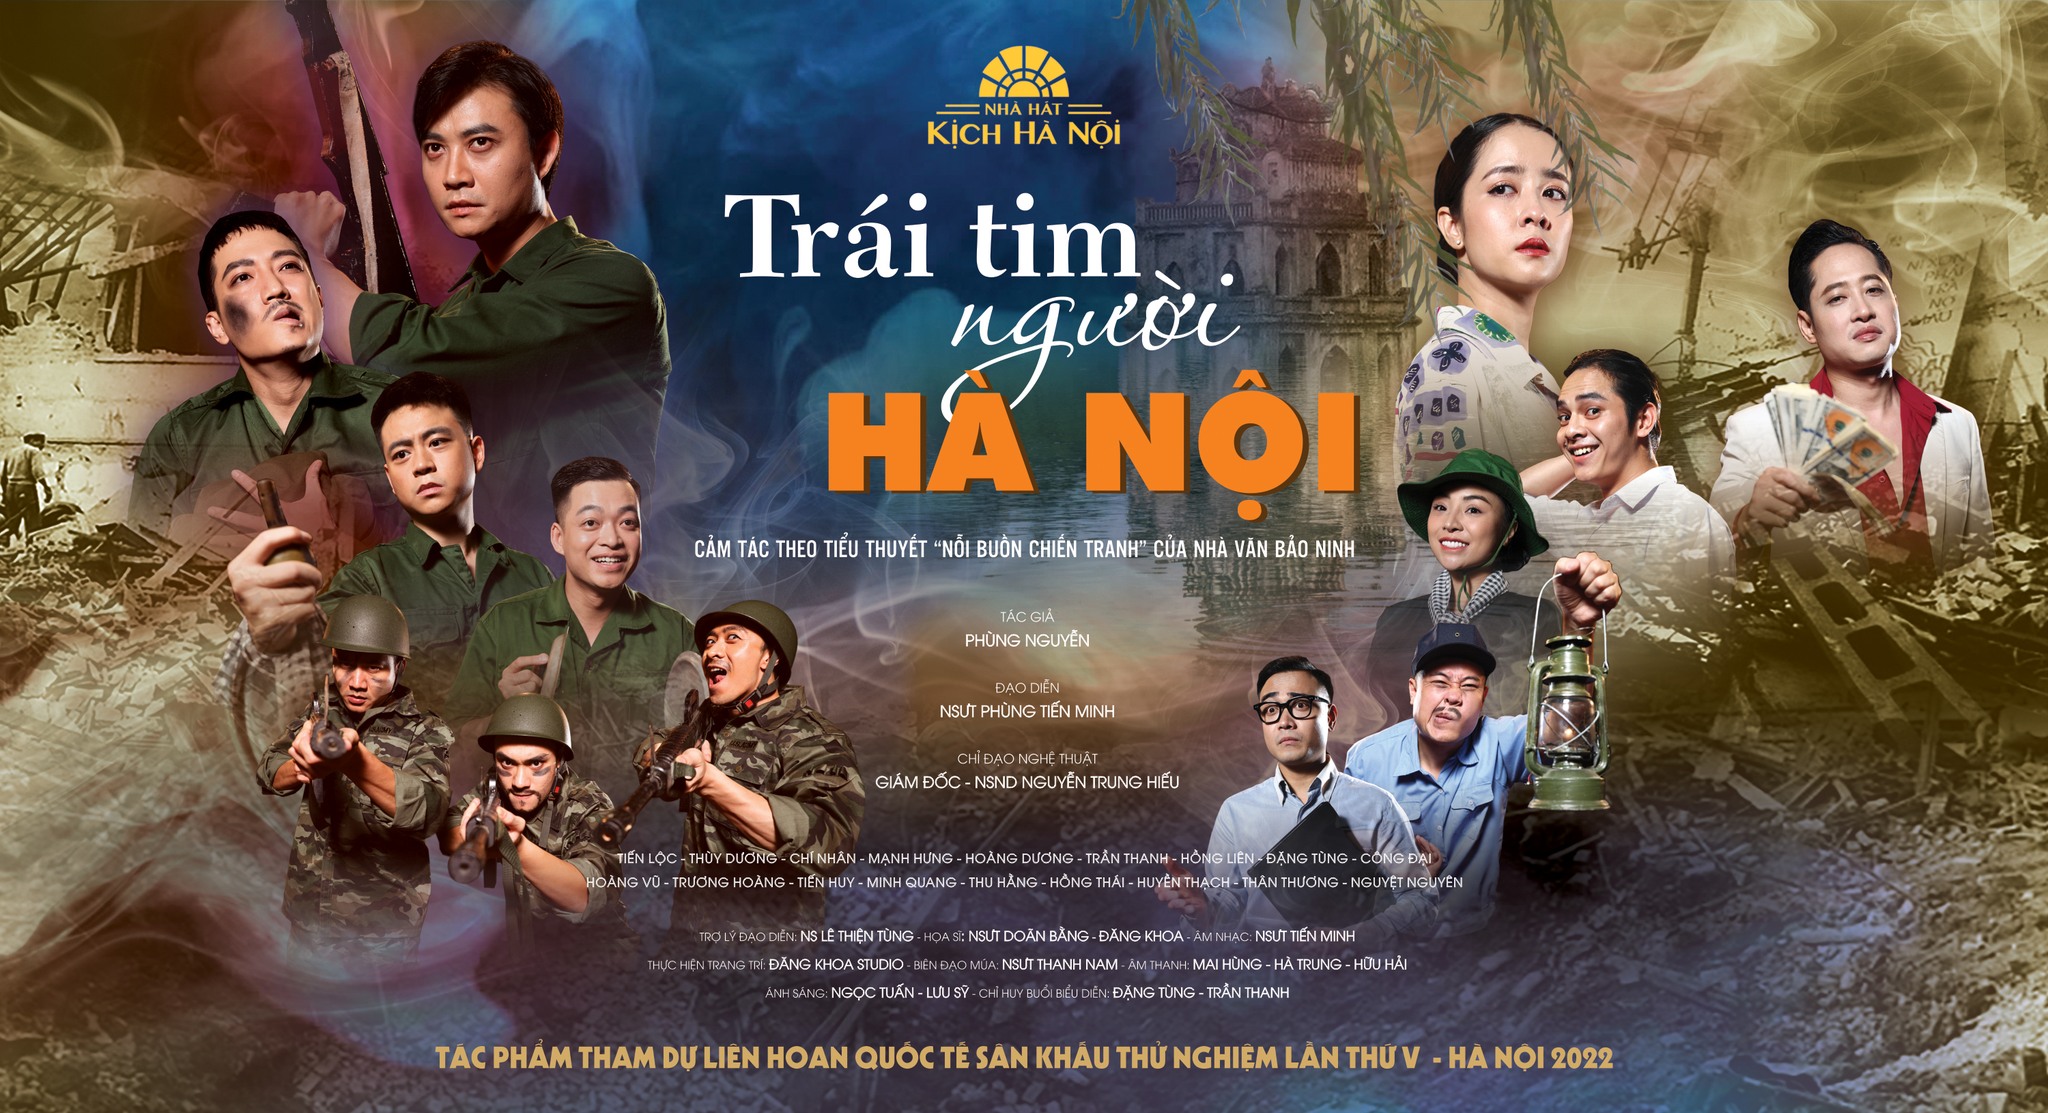 NHÀ HÁT
KỊCH HÀ NỘI
Trái tim
người
HÀ NỘI
CẢM TÁC THEO TIỂU THUYẾT “NỖI BUỒN CHIẾN TRANH” CỦA NHÀ VĂN BẢO NINH
TÁC GIẢ
PHÙNG NGUYỄN
ĐẠO DIỄN
NSƯT PHÙNG TIẾN MINH
CHỈ ĐẠO NGHỆ THUẬT
GIÁM ĐỐC - NSND NGUYỄN TRUNG HIẾU
TIẾN LỘC - THÙY DƯƠNG - CHÍ NHÂN - MẠNH HƯNG - HOÀNG DƯƠNG - TRẦN THANH - HỒNG LIÊN - ĐẶNG TÙNG - CÔNG ĐẠI
HOÀNG VŨ - TRƯƠNG HOÀNG - TIẾN HUY - MINH QUANG - THU HẰNG - HỒNG THÁI - HUYỀN THẠCH - THÂN THƯƠNG - NGUYỆT NGUYÊN
TRỢ LÝ ĐẠO DIỄN: NS LÊ THIỆN TÙNG - HỌA SĨ: NSƯT DOÃN BẰNG - ĐĂNG KHOA - ÂM NHẠC: NSƯT TIẾN MINH
THỰC HIỆN TRANG TRÍ: ĐĂNG KHOA STUDIO - BIÊN ĐẠO MÚA: NSƯT THANH NAM - ÂM THANH: MAI HÙNG - HÀ TRUNG - HỮU HẢI
ÁNH SÁNG: NGỌC TUẤN - LƯU SỸ - CHỈ HUY BUỔI BIỂU DIỄN: ĐẶNG TÙNG - TRẦN THANH
TÁC PHẨM THAM DỰ LIÊN HOAN QUỐC TẾ SÂN KHẤU THỬ NGHIỆM LẦN THỨ V - HÀ NỘI 2022